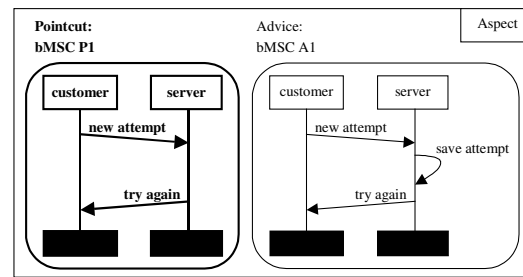 Pointcut:
bMSC P1
Advice:
bMSC A1
Aspect
customer
server
new attempt
try again
customer
server
new attempt
save attempt
try again